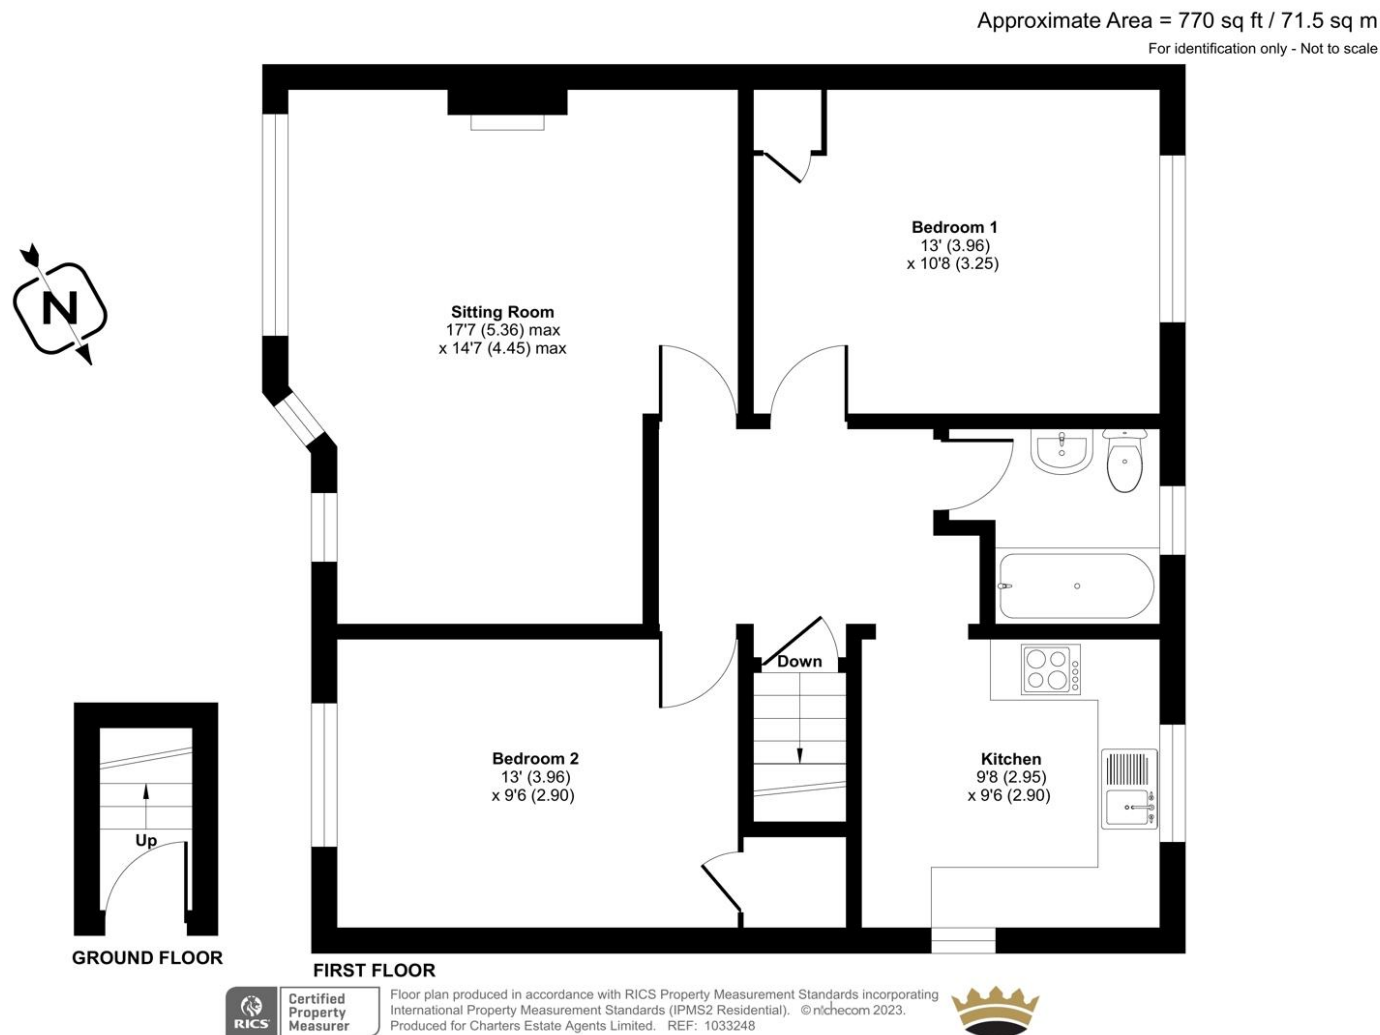 Approximate Area = 770 sq ft / 71.5 sq m
For identification only - Not to scale
Bedroom 1
13' (3.96)
x 10'8 (3.25)
N
Sitting Room
17'7 (5.36) max
x 14'7 (4.45) max
Down
Bedroom 2
13' (3.96)
x 9'6 (2.90)
Kitchen
9'8 (2.95)
x 9'6 (2.90)
Up
GROUND FLOOR
FIRST FLOOR
RICS
Certified
Property
Measurer
Floor plan produced in accordance with RICS Property Measurement Standards incorporating
International Property Measurement Standards (IPMS2 Residential). © nichecom 2023.
Produced for Charters Estate Agents Limited. REF: 1033248